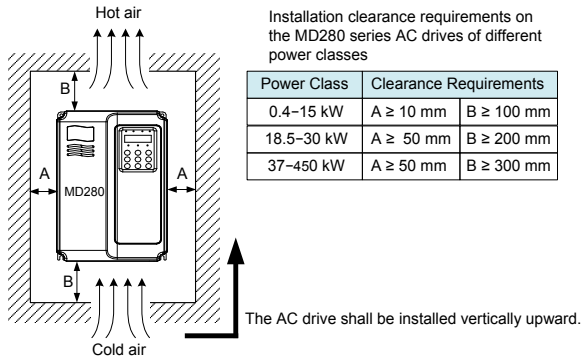 Hot air
B
A
A
MD280
B
Cold air
Installation clearance requirements on
the MD280 series AC drives of different
power classes
Power Class Clearance Requirements
0.4–15 kW A ≥ 10 mm B ≥ 100 mm
18.5–30 kW A ≥ 50 mm B ≥ 200 mm
37–450 kW A ≥ 50 mm B ≥ 300 mm
The AC drive shall be installed vertically upward.